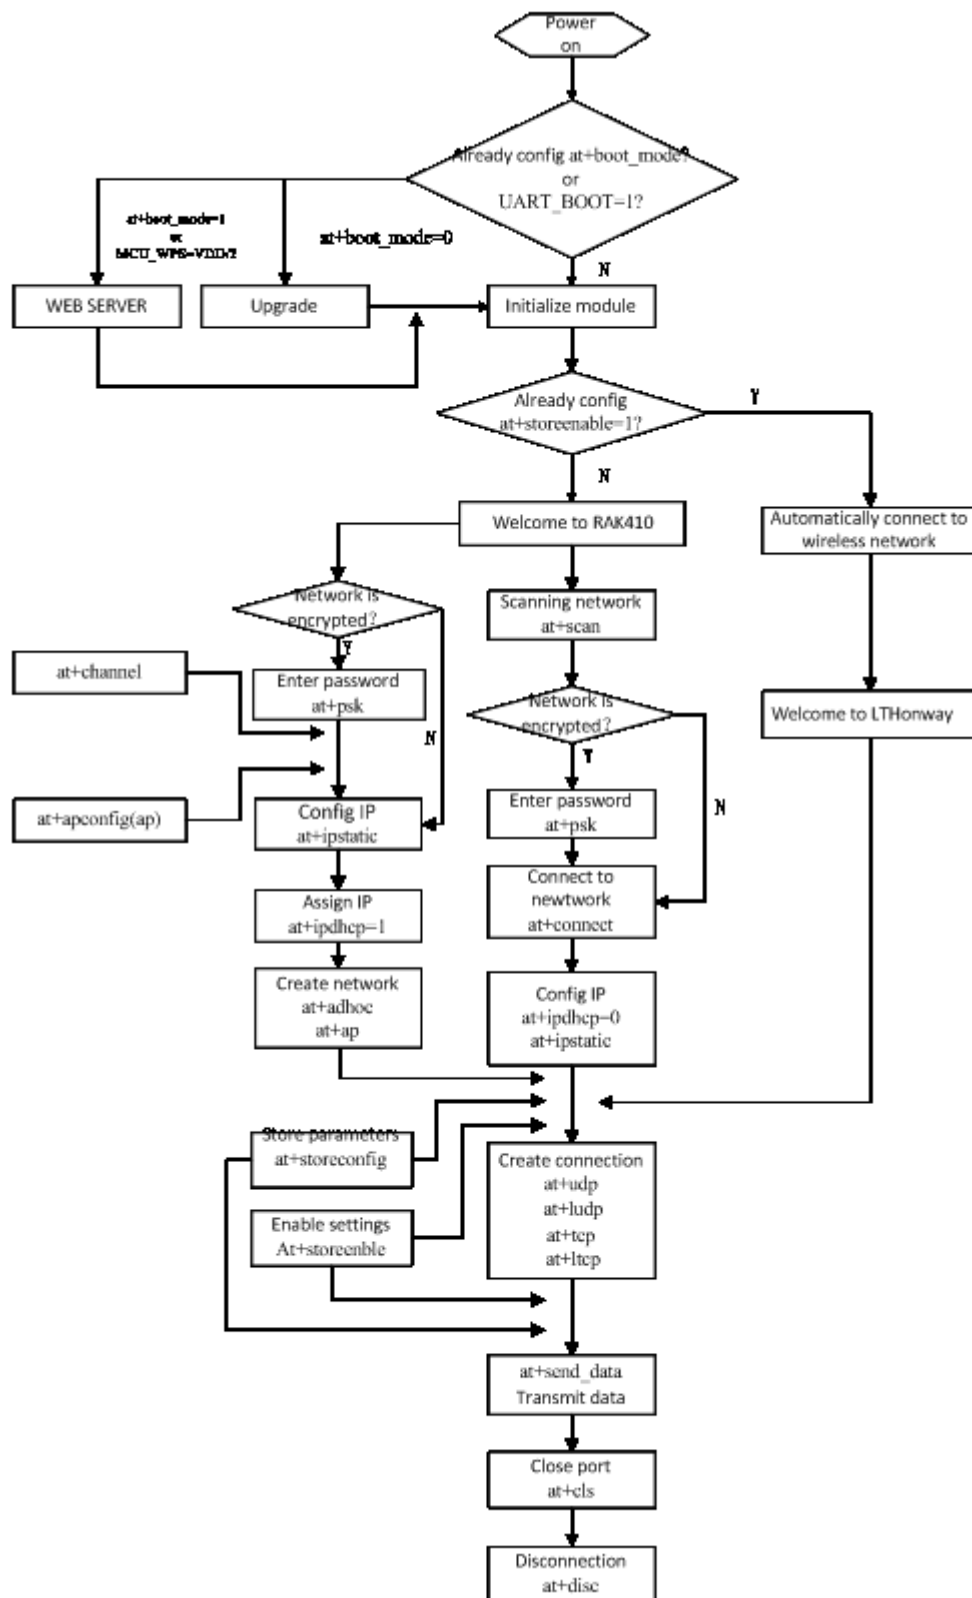 Power
on
Already config at+boot_mode?
or
UART_BOOT=1?
at+boot_mode=1
or
at+boot_mode=0
N
WEB SERVER
Upgrade
Initialize module
Already config
at+storeenable=1?
Y
N
Welcome to RAK410
Automatically connect to
wireless network
Network is
encrypted?
Scanning network
at+scan
Y
at+channel
Enter password
at+psk
Network is
encrypted?
Welcome to LTHonway
N
Y
at+apconfig(ap)
Config IP
at+ipstatic
Enter password
at+psk
N
Connect to
newtwork
at+connect
Assign IP
at+ipdhcp=1
Create network
at+adhoc
at+ap
Config IP
at+ipdhcp=0
at+ipstatic
Store parameters
at+storeconfig
Create connection
at+udp
at+ludp
at+tcp
at+ltcp
Enable settings
At+storeenble
at+send_data
Transmit data
Close port
at+cls
Disconnection
at+disc